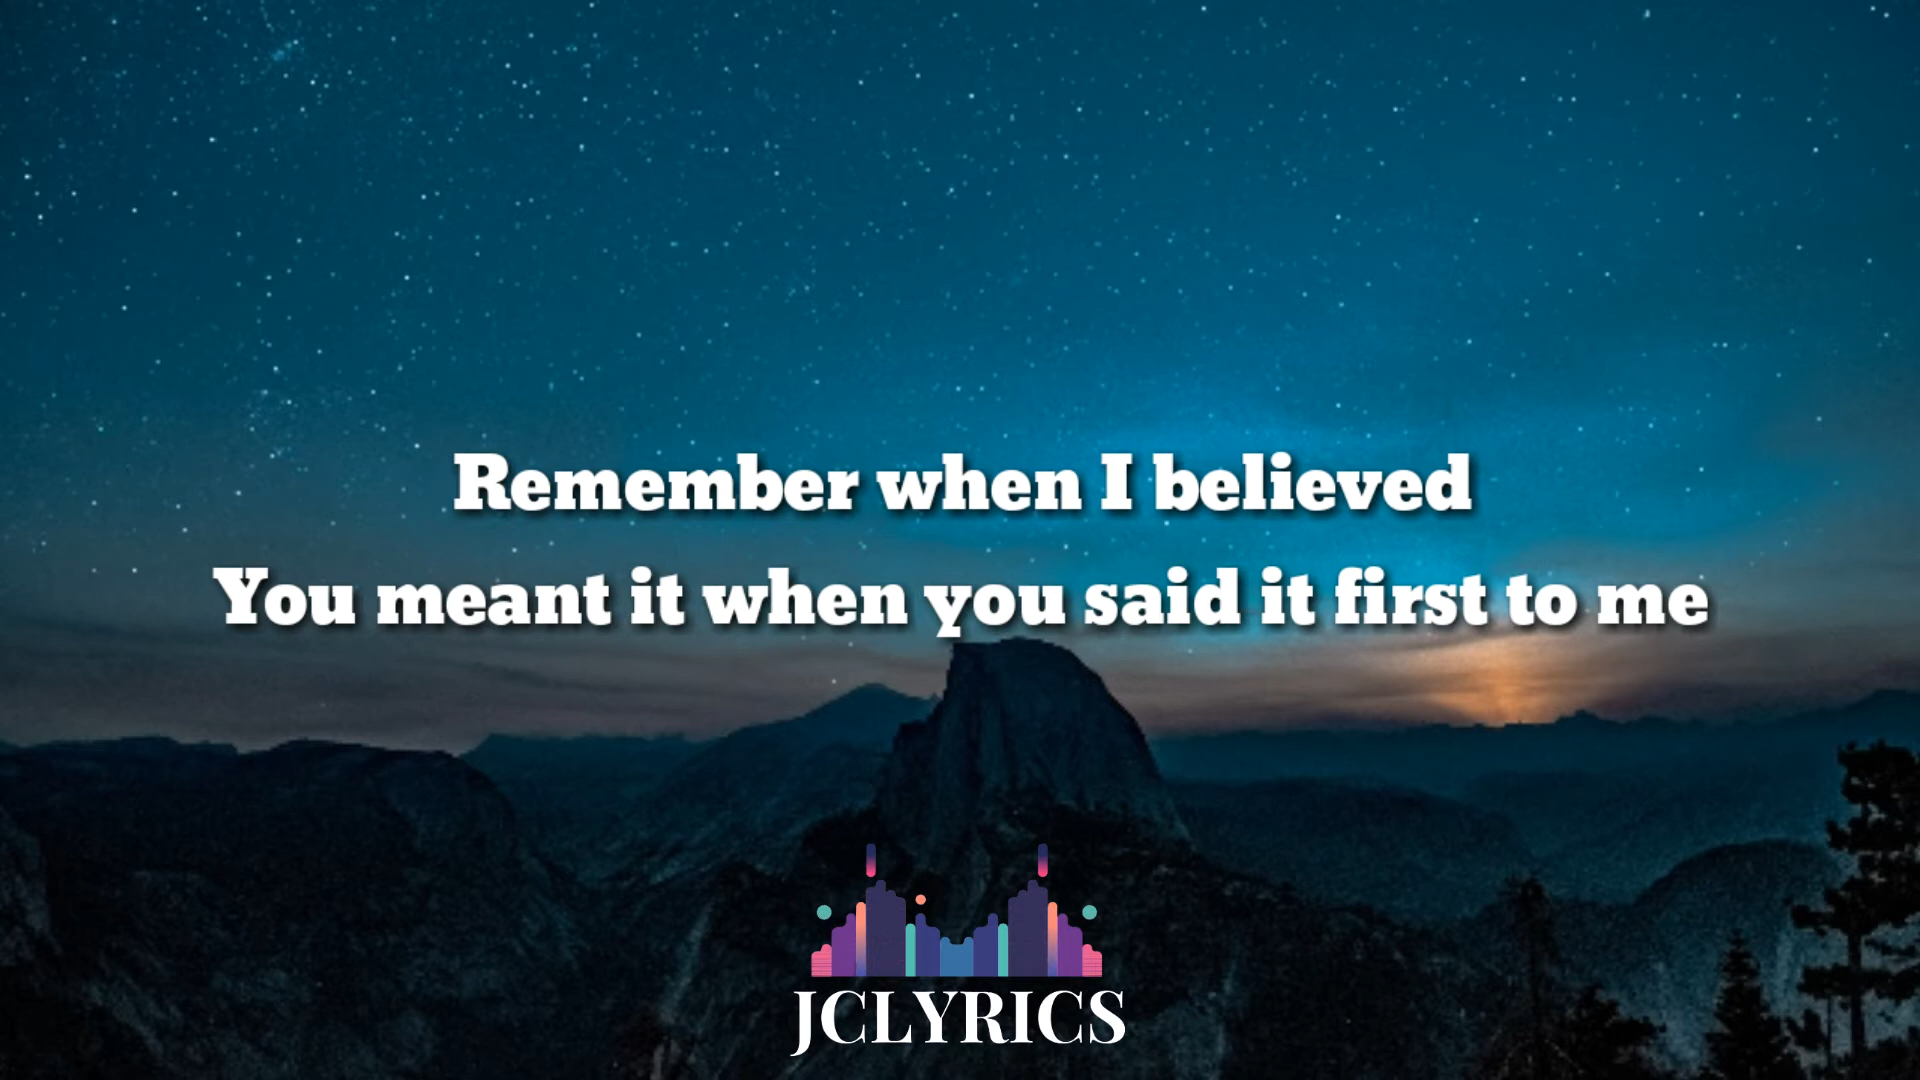 Remember when I believed
You meant it when you said it first to me
JCLYRICS